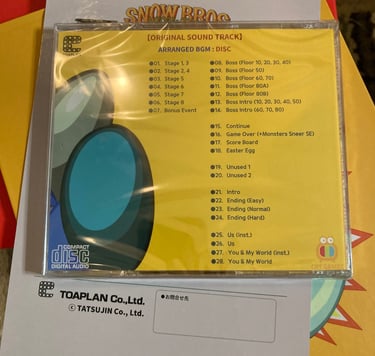 SNOW BROS.
[ORIGINAL SOUND TRACK]
ARRANGED BGM : DISC
01. Stage 1, 3
02. Stage 2, 4
03. Stage 5
04. Stage 6
05. Stage 7
06. Stage 8
07. Bonus Event
08. Boss (Floor 10, 20, 30, 40)
09. Boss (Floor 50)
10. Boss (Floor 60, 70)
11. Boss (Floor 80A)
12. Boss (Floor 80B)
13. Boss Intro (10, 20, 30, 40, 50)
14. Boss Intro (60, 70, 80)
15. Continue
16. Game Over (+Monsters Sneer SE)
17. Score Board
18. Easter Egg
19. Unused 1
20. Unused 2
21. Intro
22. Ending (Easy)
23. Ending (Normal)
24. Ending (Hard)
25. Us (Inst.)
26. Us
27. You & My World (Inst.)
28. You & My World
COMPACT
disc
DIGITAL AUDIO
TOAPLAN Co.,Ltd.
© TATSUJIN Co., Ltd.
●お問合せ先